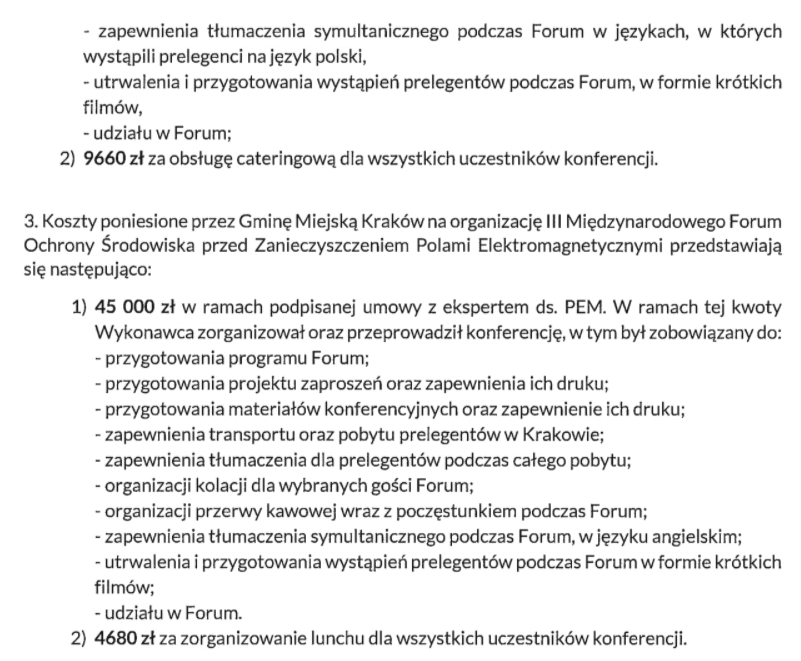 - zapewnienia tłumaczenia symultanicznego podczas Forum w językach, w których
wystąpili prelegenci na język polski,
- utrwalenia i przygotowania wystąpień prelegentów podczas Forum, w formie krótkich
filmów,
- udziału w Forum;
2) 9660 zł za obsługę cateringową dla wszystkich uczestników konferencji.
3. Koszty poniesione przez Gminę Miejską Kraków na organizację III Międzynarodowego Forum
Ochrony Środowiska przed Zanieczyszczeniem Polami Elektromagnetycznymi przedstawiają
się następująco:
1) 45 000 zł w ramach podpisanej umowy z ekspertem ds. PEM. W ramach tej kwoty
Wykonawca zorganizował oraz przeprowadził konferencję, w tym był zobowiązany do:
- przygotowania programu Forum;
- przygotowania projektu zaproszeń oraz zapewnienia ich druku;
- przygotowania materiałów konferencyjnych oraz zapewnienie ich druku;
- zapewnienia transportu oraz pobytu prelegentów w Krakowie;
- zapewnienia tłumaczenia dla prelegentów podczas całego pobytu;
- organizacji kolacji dla wybranych gości Forum;
- organizacji przerwy kawowej wraz z poczęstunkiem podczas Forum;
- zapewnienia tłumaczenia symultanicznego podczas Forum, w języku angielskim;
- utrwalenia i przygotowania wystąpień prelegentów podczas Forum w formie krótkich
filmów;
- udziału w Forum.
2) 4680 zł za zorganizowanie lunchu dla wszystkich uczestników konferencji.